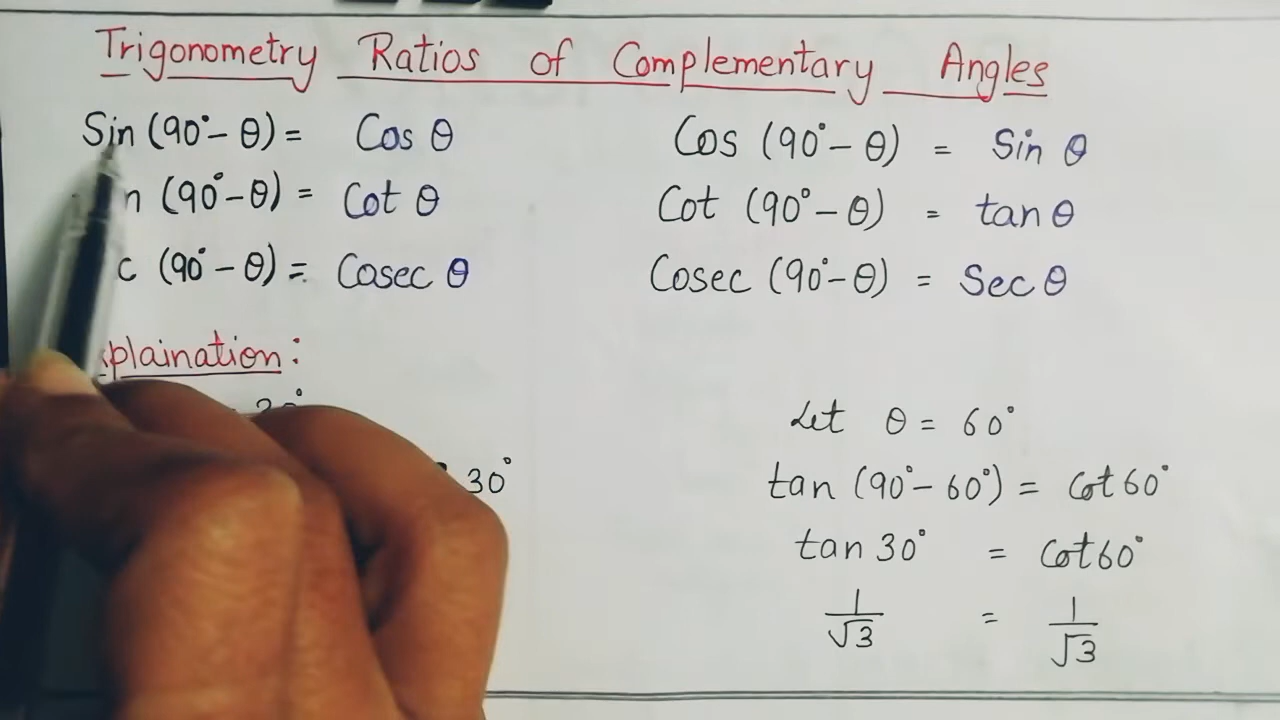 Trigonometry Ratios of Complementary Angles
Sin (90° - θ) = Cos θ
Cos (90° - θ) = Sin θ
n (90° - θ) = Cot θ
Cot (90° - θ) = tan θ
c (90° - θ) = Cosec θ
Cosec (90° - θ) = Sec θ
plaination:
30°
Let θ = 60°
tan (90° - 60°) = Cot 60°
tan 30° = Cot 60°
1/√3 = 1/√3